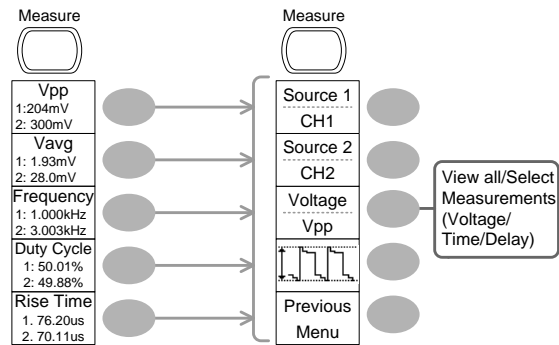 Measure
Vpp
1:204mV
2: 300mV
Vavg
1: 1.93mV
2: 28.0mV
Frequency
1: 1.000kHz
2: 3.003kHz
Duty Cycle
1: 50.01%
2: 49.88%
Rise Time
1. 76.20us
2. 70.11us
Measure
Source 1
CH1
Source 2
CH2
Voltage
Vpp
Previous
Menu
View all/Select
Measurements
(Voltage/
Time/Delay)